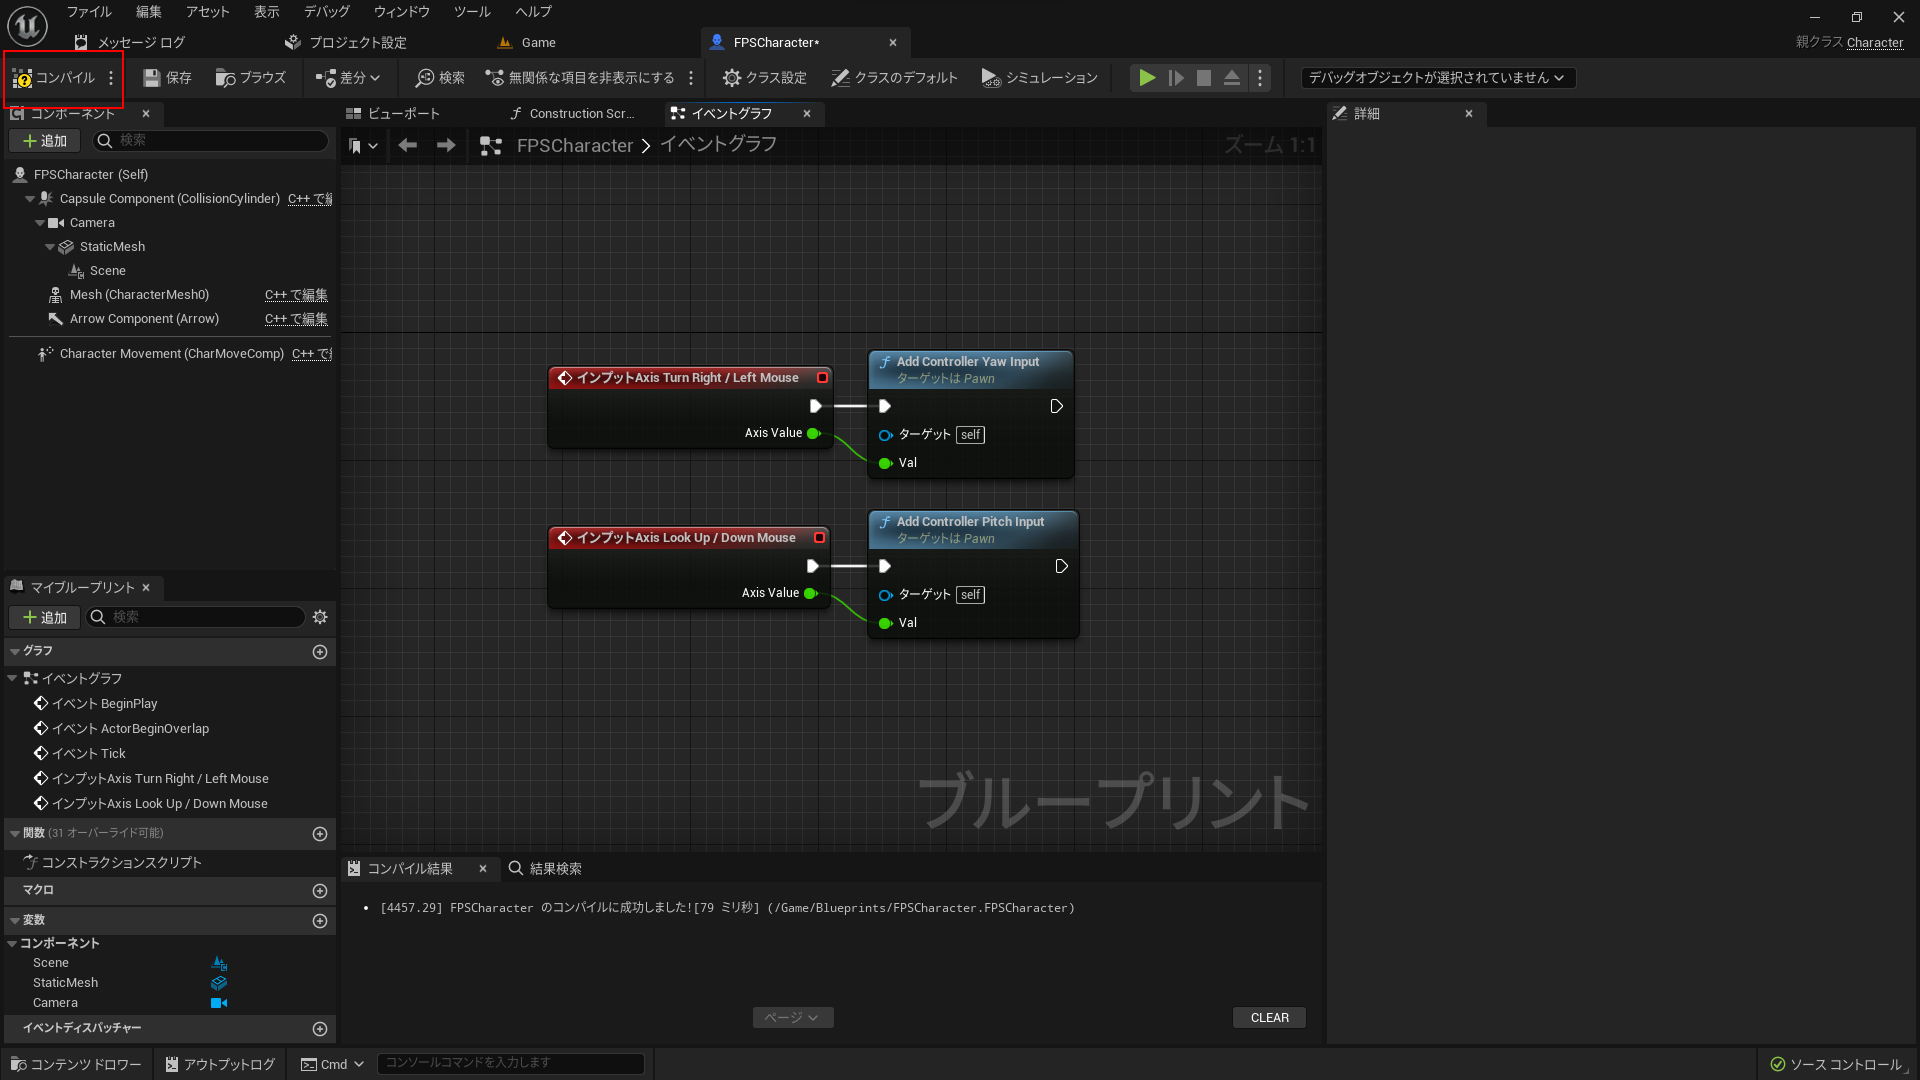 ファイル 編集 アセット 表示 デバッグ ウィンドウ ツール ヘルプ
メッセージ ログ プロジェクト設定 Game FPSCharacter*
親クラス Character
コンパイル 保存 ブラウズ 差分 検索 無関係な項目を非表示にする クラス設定 クラスのデフォルト シミュレーション デバッグオブジェクトが選択されていません
コンポーネント
追加 検索
FPSCharacter (Self)
Capsule Component (CollisionCylinder) C++ で編
Camera
StaticMesh
Scene
Mesh (CharacterMesh0) C++ で編集
Arrow Component (Arrow) C++ で編集
Character Movement (CharMoveComp) C++ で
マイブループリント
追加 検索
グラフ
イベントグラフ
イベント BeginPlay
イベント ActorBeginOverlap
イベント Tick
インプットAxis Turn Right / Left Mouse
インプットAxis Look Up / Down Mouse
関数 (31 オーバーライド可能)
コンストラクションスクリプト
マクロ
変数
コンポーネント
Scene
StaticMesh
Camera
イベントディスパッチャー
ビューポート Construction Scr... イベントグラフ
FPSCharacter イベントグラフ ズーム 1:1
インプットAxis Turn Right / Left Mouse
Axis Value
Add Controller Yaw Input
ターゲットは Pawn
ターゲット self
Val
インプットAxis Look Up / Down Mouse
Axis Value
Add Controller Pitch Input
ターゲットは Pawn
ターゲット self
Val
ブループリント
コンパイル結果 結果検索
[4457.29] FPSCharacter のコンパイルに成功しました![79 ミリ秒] (/Game/Blueprints/FPSCharacter.FPSCharacter)
ページ CLEAR
詳細
コンテンツドロワー アウトプットログ Cmd コンソールコマンドを入力します ソース コントロール